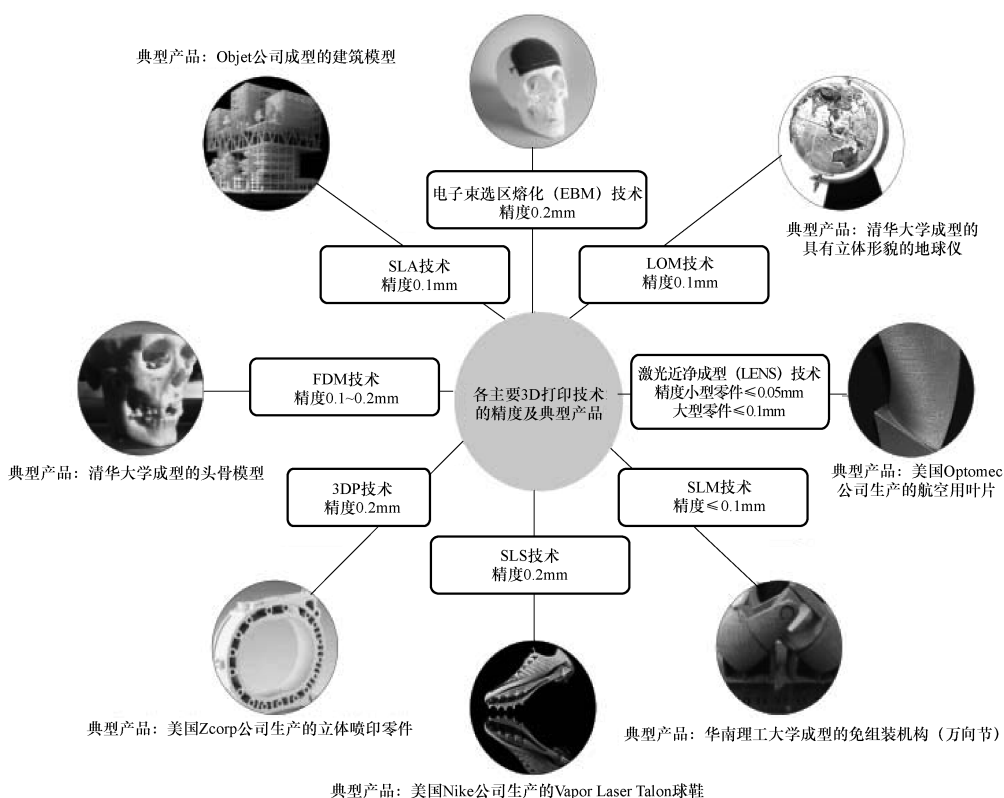 典型产品：Objet公司成型的建筑模型
电子束选区熔化（EBM）技术
精度0.2mm
典型产品：清华大学成型的
具有立体形貌的地球仪
SLA技术
精度0.1mm
LOM技术
精度0.1mm
FDM技术
精度0.1~0.2mm
各主要3D打印技术
的精度及典型产品
激光近净成型（LENS）技术
精度小型零件≤0.05mm
大型零件≤0.1mm
典型产品：清华大学成型的头骨模型
典型产品：美国Optomec
公司生产的航空用叶片
3DP技术
精度0.2mm
SLM技术
精度≤0.1mm
SLS技术
精度0.2mm
典型产品：美国Zcorp公司生产的立体喷印零件
典型产品：华南理工大学成型的免组装机构（万向节）
典型产品：美国Nike公司生产的Vapor Laser Talon球鞋